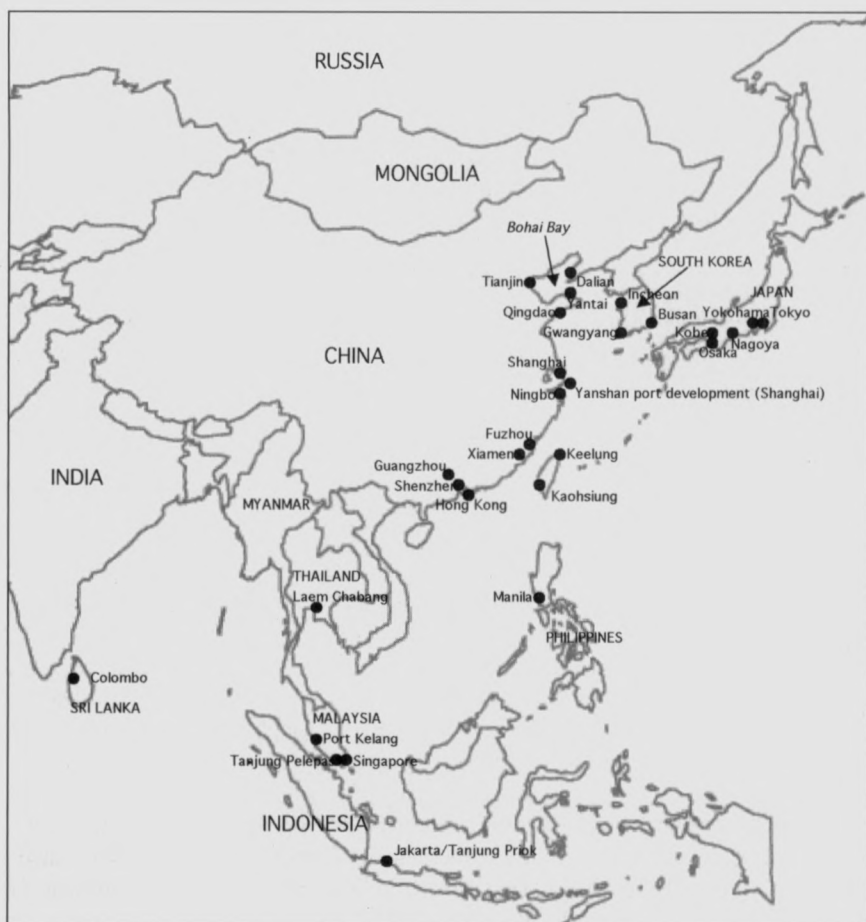 RUSSIA
MONGOLIA
Bohai Bay
SOUTH KOREA
Tianjin
Dalian
Yantai
Incheon
JAPAN
Qingdao
Busan
Yokohama
Tokyo
Gwangyang
Kobe
Nagoya
Osaka
CHINA
Shanghai
Ningbo
Yanshan port development (Shanghai)
Fuzhou
Xiamen
Keelung
Guangzhou
Shenzhen
Hong Kong
Kaohsiung
INDIA
MYANMAR
THAILAND
Laem Chabang
Manila
PHILIPPINES
Colombo
SRI LANKA
MALAYSIA
Port Kelang
Tanjung Pelepas
Singapore
INDONESIA
Jakarta/Tanjung Priok